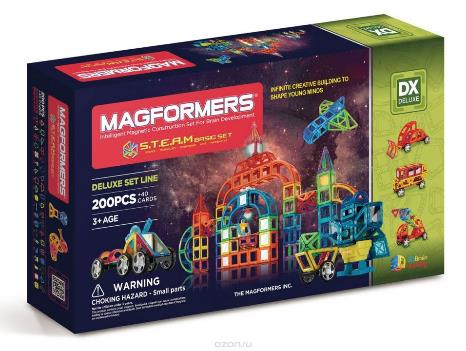 INFINITE CREATIVE BUILDING TO
SHAPE YOUNG MINDS
DX
DELUXE
MAGFORMERS®
Intelligent Magnetic Construction Set For Brain Development
S.T.E.A.M BASIC SET
DELUXE SET LINE
200PCS +40 CARDS
3+ AGE
WARNING
CHOKING HAZARD - Small parts
THE MAGFORMERS INC.
MAGFORMERS
ozon.ru